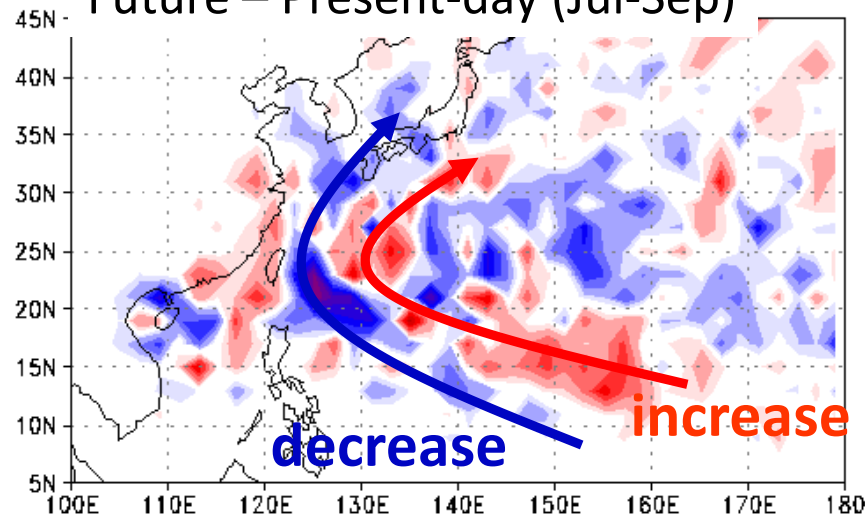 Future – Present-day (Jul-Sep)
45N
40N
35N
30N
25N
20N
15N
10N
5N
increase
decrease
100E 110E 120E 130E 140E 150E 160E 170E 180